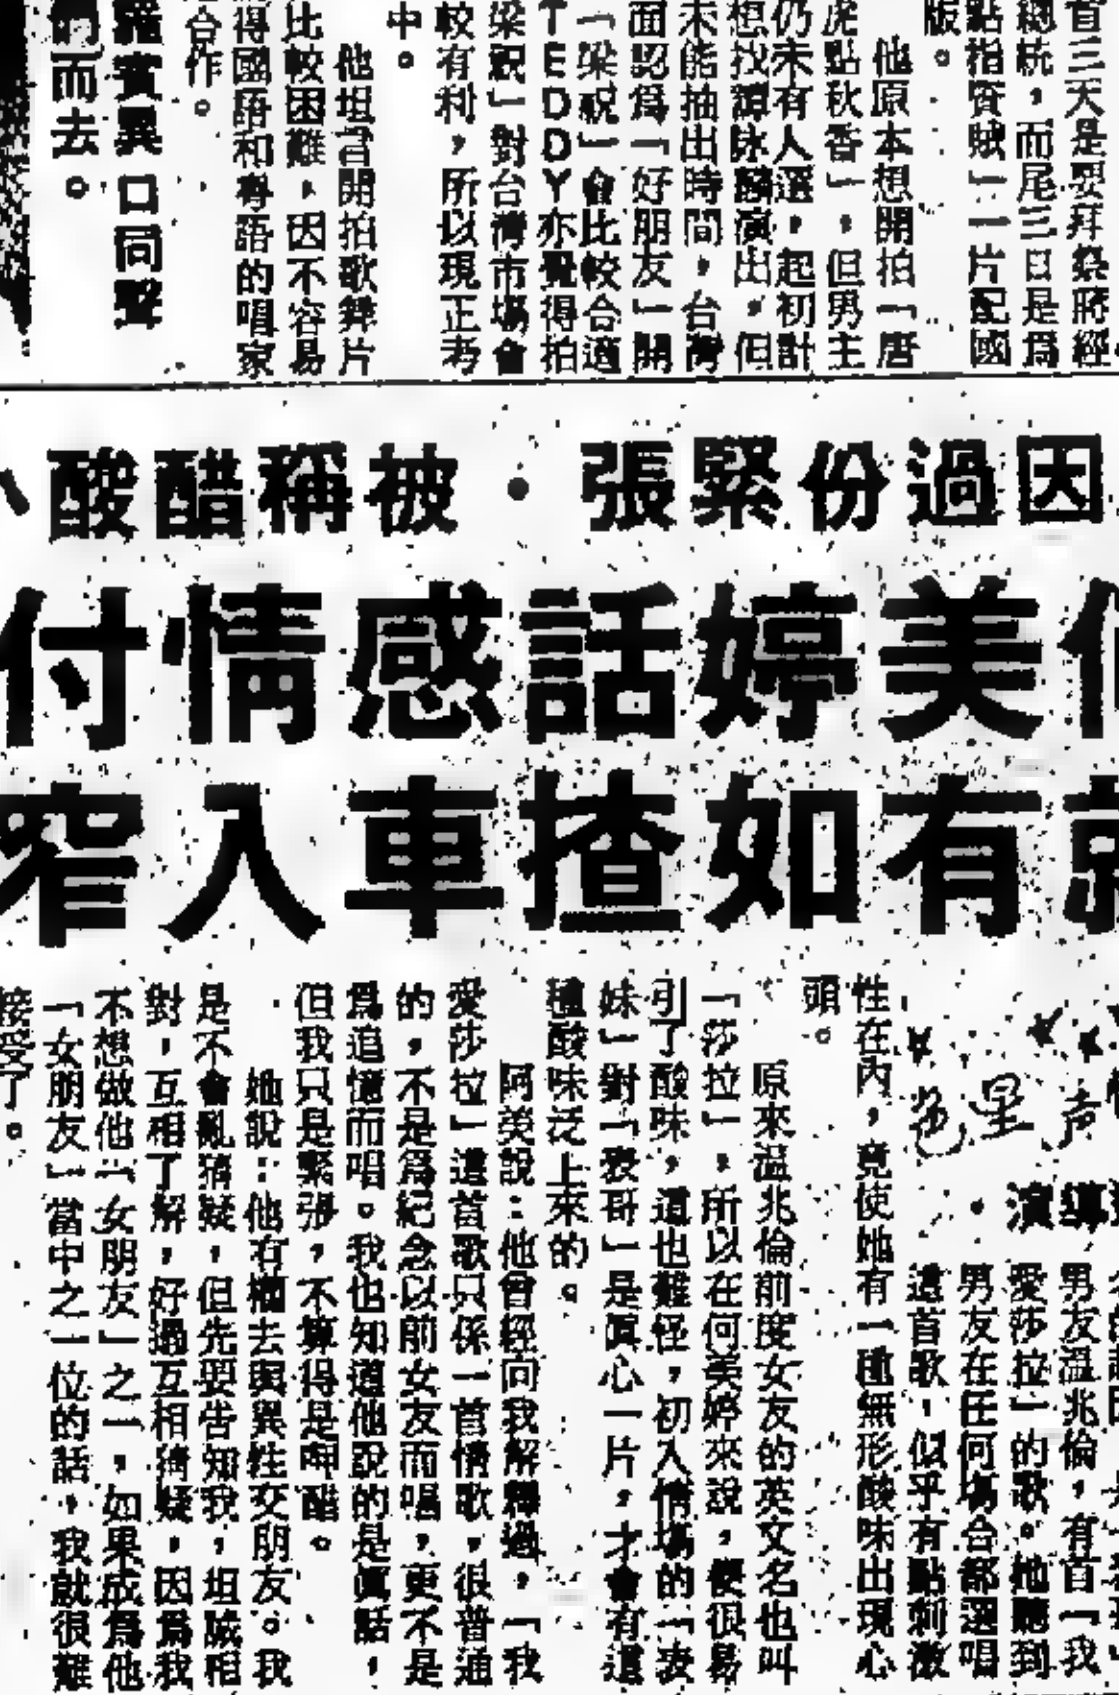 首三天是要拜祭蔣經
總統，而尾三日是爲
點指賓賊」一片配國
版。
他原本想開拍「唐
虎點秋香」，但男主
仍未有人選，起初計
想找譚詠麟演出，但
未能抽出時間，台灣
面認爲「好朋友」開
「梁祝」會比較合適
TEDDY亦覺得拍
梁祝」對台灣市場會
較有利，所以現正考
中。
他坦言開拍歌舞片
比較困難，因不容易
得國語和粵語的唱家
合作。
異口同聲
而去。
因過份緊張·被稱醋酸
美婷話感情付
有如揸車入窄
声
星
色
導
演·
男友溫兆倫，有首「我
愛莎拉」的歌。她聽到
男友在任何場合都選唱
這首歌，似乎有點刺激
性在內，竟使她有一種無形酸味出現心
頭。
原來溫兆倫前度女友的英文名也叫
「莎拉」，所以在何美婷來說，便很易
引了酸味，這也難怪，初入情場的「表
妹」對「表哥」是眞心一片，才會有這
種酸味泛上來的。
阿美說：他曾經向我解釋過，「我
愛莎拉」這首歌只係一首情歌，很普通
的，不是爲紀念以前女友而唱，更不是
爲追憶而唱。我也知道他說的是眞話，
但我只是緊張，不算得是呷醋。
她說：他有權去與異性交朋友。我
是不會亂猜疑，但先要告知我，坦誠相
對，互相了解，好過互相猜疑，因爲我
不想做他「女朋友」之一，如果成爲他
「女朋友」當中之一位的話，我就很難
接受了。